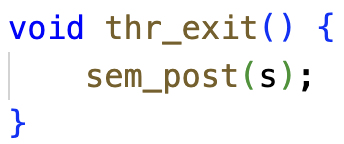 void thr_exit() {
    sem_post(s);
}